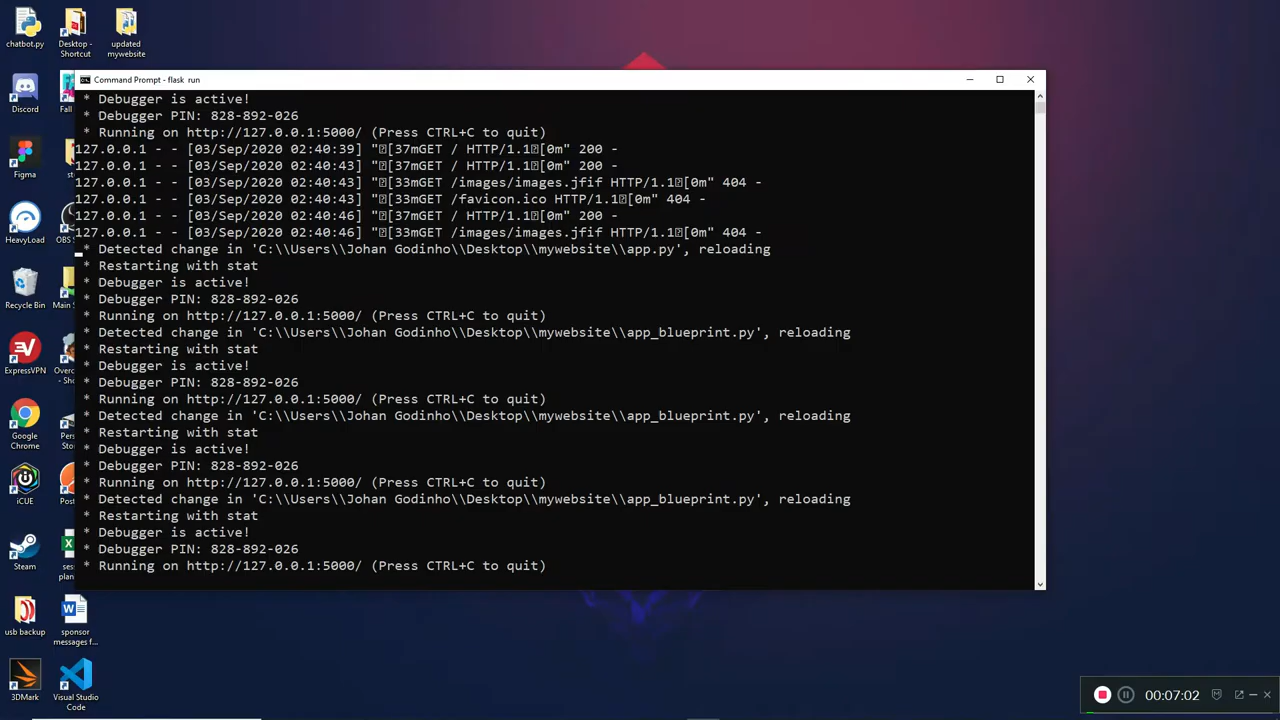 chatbot.py
Desktop -
Shortcut
updated
mywebsite
Discord
Fall
Figma
HeavyLoad
OBS
Recycle Bin
Main
ExpressVPN
Google
Chrome
iCUE
Steam
usb backup
sponsor
messages f...
3DMark
Visual Studio
Code
Command Prompt - flask run
* Debugger is active!
* Debugger PIN: 828-892-026
* Running on http://127.0.0.1:5000/ (Press CTRL+C to quit)
127.0.0.1 - - [03/Sep/2020 02:40:39] "[37mGET / HTTP/1.1[0m" 200 -
127.0.0.1 - - [03/Sep/2020 02:40:43] "[37mGET / HTTP/1.1[0m" 200 -
127.0.0.1 - - [03/Sep/2020 02:40:43] "[33mGET /images/images.jfif HTTP/1.1[0m" 404 -
127.0.0.1 - - [03/Sep/2020 02:40:43] "[33mGET /favicon.ico HTTP/1.1[0m" 404 -
127.0.0.1 - - [03/Sep/2020 02:40:46] "[37mGET / HTTP/1.1[0m" 200 -
127.0.0.1 - - [03/Sep/2020 02:40:46] "[33mGET /images/images.jfif HTTP/1.1[0m" 404 -
* Detected change in 'C:\\Users\\Johan Godinho\\Desktop\\mywebsite\\app.py', reloading
* Restarting with stat
* Debugger is active!
* Debugger PIN: 828-892-026
* Running on http://127.0.0.1:5000/ (Press CTRL+C to quit)
* Detected change in 'C:\\Users\\Johan Godinho\\Desktop\\mywebsite\\app_blueprint.py', reloading
* Restarting with stat
* Debugger is active!
* Debugger PIN: 828-892-026
* Running on http://127.0.0.1:5000/ (Press CTRL+C to quit)
* Detected change in 'C:\\Users\\Johan Godinho\\Desktop\\mywebsite\\app_blueprint.py', reloading
* Restarting with stat
* Debugger is active!
* Debugger PIN: 828-892-026
* Running on http://127.0.0.1:5000/ (Press CTRL+C to quit)
* Detected change in 'C:\\Users\\Johan Godinho\\Desktop\\mywebsite\\app_blueprint.py', reloading
* Restarting with stat
* Debugger is active!
* Debugger PIN: 828-892-026
* Running on http://127.0.0.1:5000/ (Press CTRL+C to quit)
00:07:02